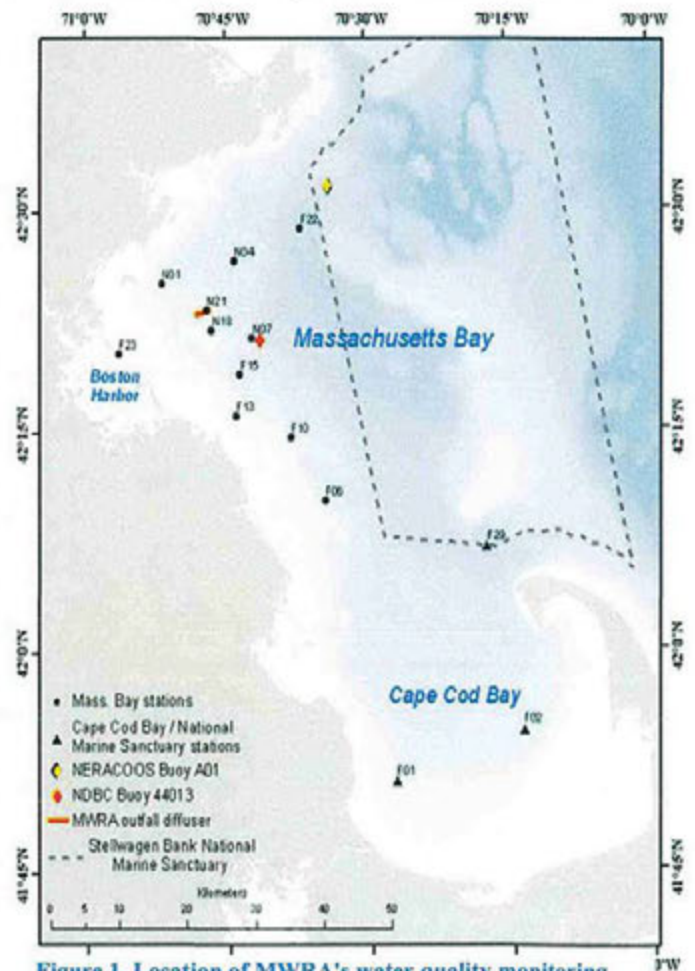 71°0'W 70°45'W 70°30'W 70°15'W 70°0'W
42°30'N 42°30'N
F22
N04
N01
N21
N18
N07
Massachusetts Bay
F23
F15
Boston
Harbor
F13
42°15'N 42°15'N
F10
F06
F29
42°0'N 42°0'N
Cape Cod Bay
Mass. Bay stations
F02
Cape Cod Bay / National
Marine Sanctuary stations
NERACOOS Buoy A01
F01
NDBC Buoy 44013
MWRA outfall diffuser
Stellwagen Bank National
Marine Sanctuary
41°45'N 41°45'N
Kilometers
0 5 10 20 30 40 50
Figure 1. Location of MWRA's water quality monitoring